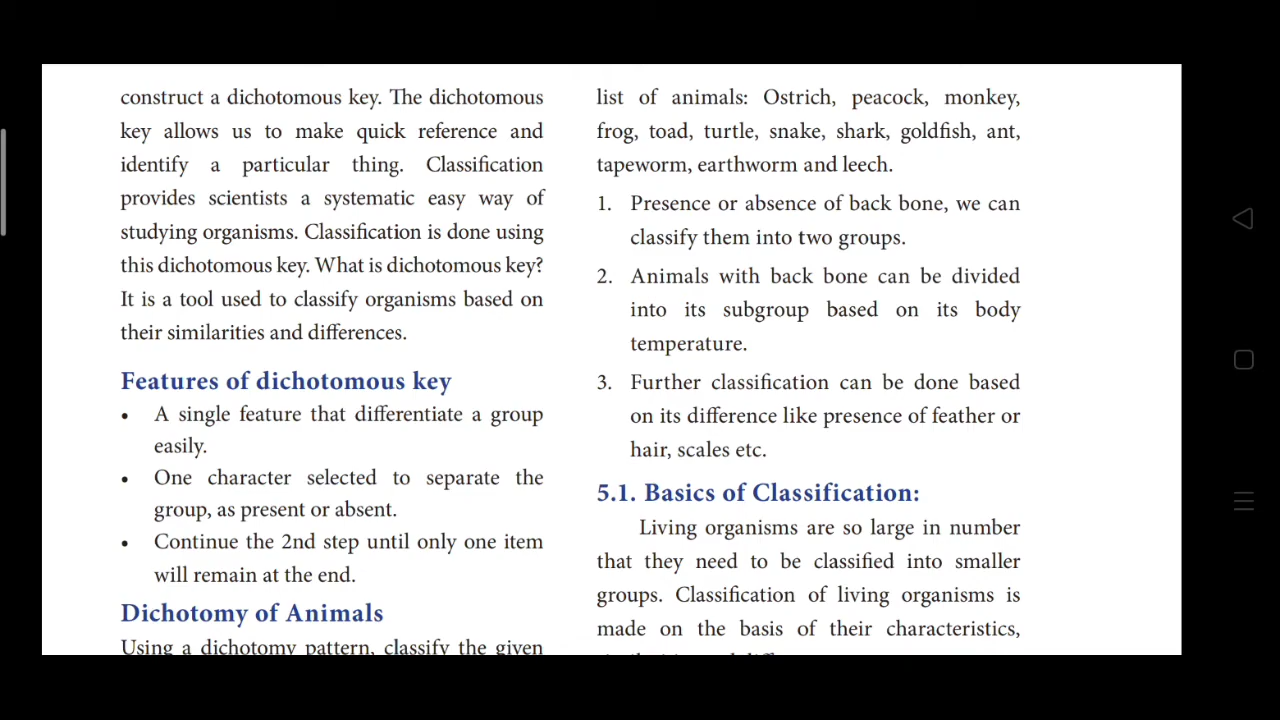 construct a dichotomous key. The dichotomous
key allows us to make quick reference and
identify a particular thing. Classification
provides scientists a systematic easy way of
studying organisms. Classification is done using
this dichotomous key. What is dichotomous key?
It is a tool used to classify organisms based on
their similarities and differences.
Features of dichotomous key
• A single feature that differentiate a group
easily.
• One character selected to separate the
group, as present or absent.
• Continue the 2nd step until only one item
will remain at the end.
Dichotomy of Animals
Using a dichotomy pattern, classify the given
list of animals: Ostrich, peacock, monkey,
frog, toad, turtle, snake, shark, goldfish, ant,
tapeworm, earthworm and leech.
1. Presence or absence of back bone, we can
classify them into two groups.
2. Animals with back bone can be divided
into its subgroup based on its body
temperature.
3. Further classification can be done based
on its difference like presence of feather or
hair, scales etc.
5.1. Basics of Classification:
Living organisms are so large in number
that they need to be classified into smaller
groups. Classification of living organisms is
made on the basis of their characteristics,